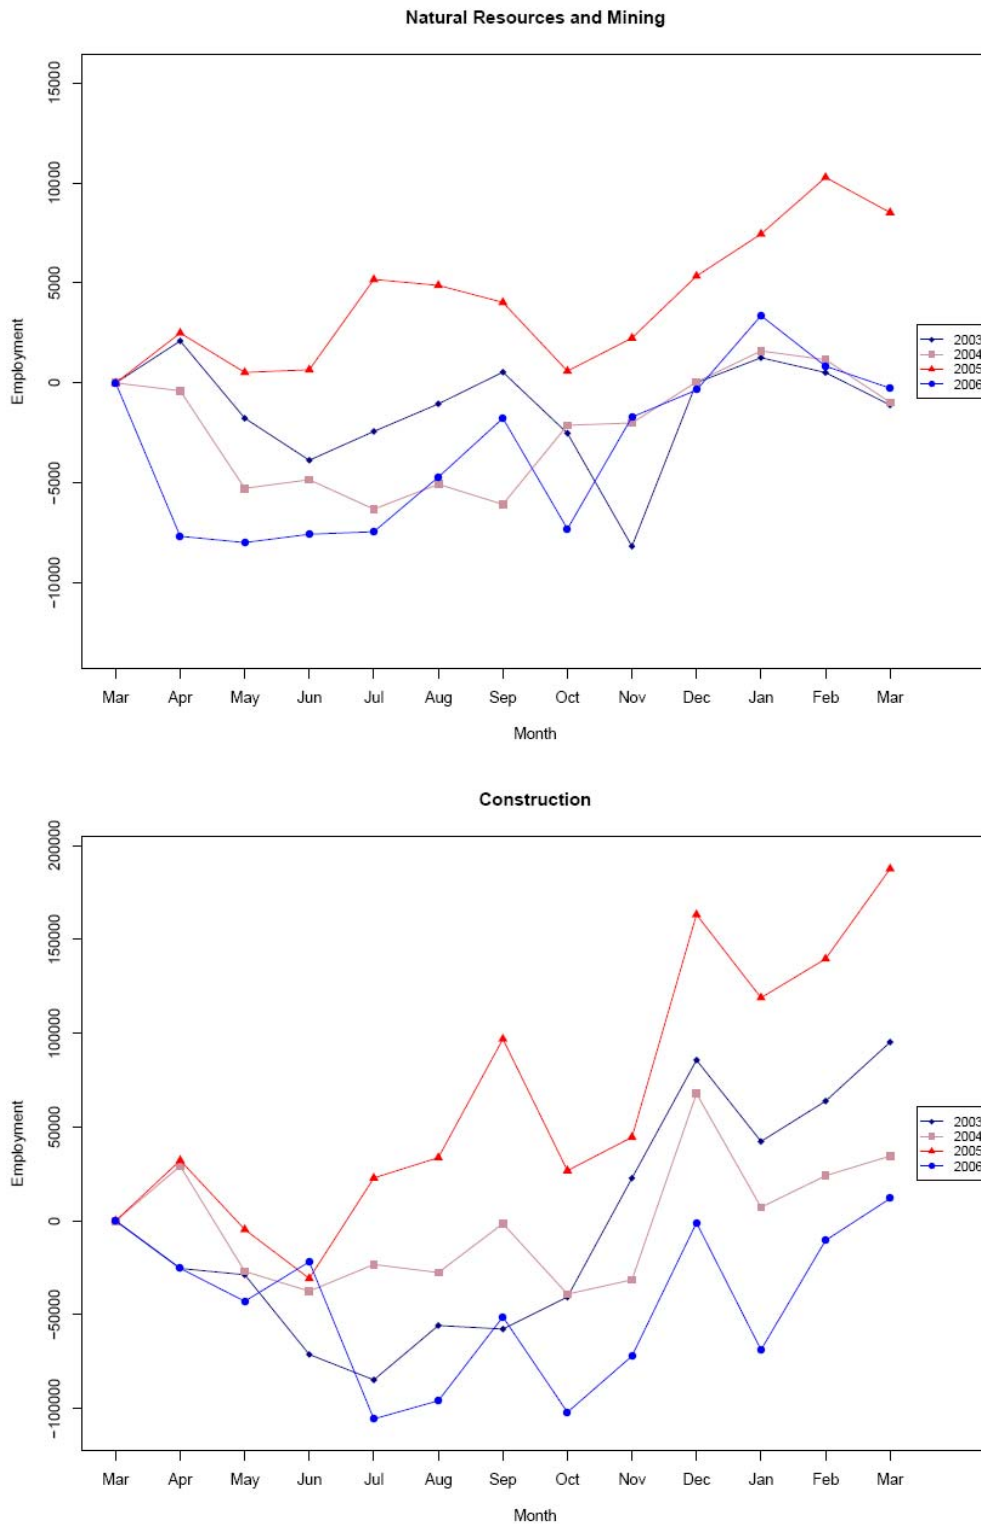 Natural Resources and Mining
Employment
15000
10000
5000
0
−5000
−10000
2003
2004
2005
2006
Mar Apr May Jun Jul Aug Sep Oct Nov Dec Jan Feb Mar
Month
Construction
Employment
200000
150000
100000
50000
0
−50000
−100000
2003
2004
2005
2006
Mar Apr May Jun Jul Aug Sep Oct Nov Dec Jan Feb Mar
Month